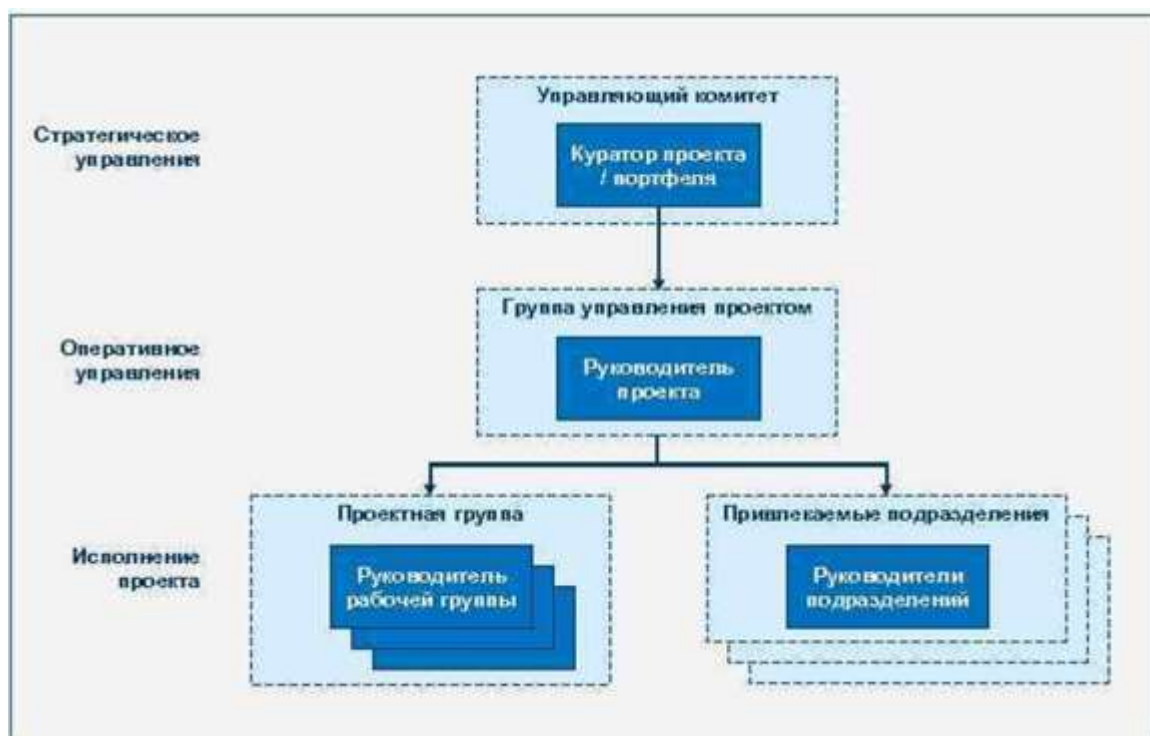 Управляющий комитет
Стратегическое
управления
Куратор проекта
/ портфеля
Группа управления проектом
Оперативное
управления
Руководитель
проекта
Проектная группа
Привлекаемые подразделения
Исполнение
проекта
Руководитель
рабочей группы
Руководители
подразделений